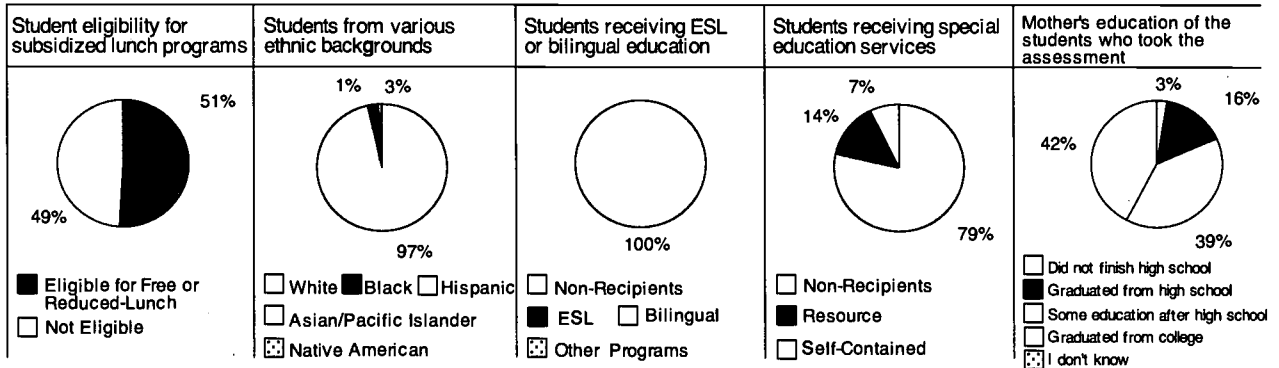 Student eligibility for
subsidized lunch programs
51%
49%
Eligible for Free or
Reduced-Lunch
Not Eligible
Students from various
ethnic backgrounds
1% 3%
97%
White Black Hispanic
Asian/Pacific Islander
Native American
Students receiving ESL
or bilingual education
100%
Non-Recipients
ESL Bilingual
Other Programs
Students receiving special
education services
7%
14%
79%
Non-Recipients
Resource
Self-Contained
Mother's education of the
students who took the
assessment
3%
16%
42%
39%
Did not finish high school
Graduated from high school
Some education after high school
Graduated from college
I don't know